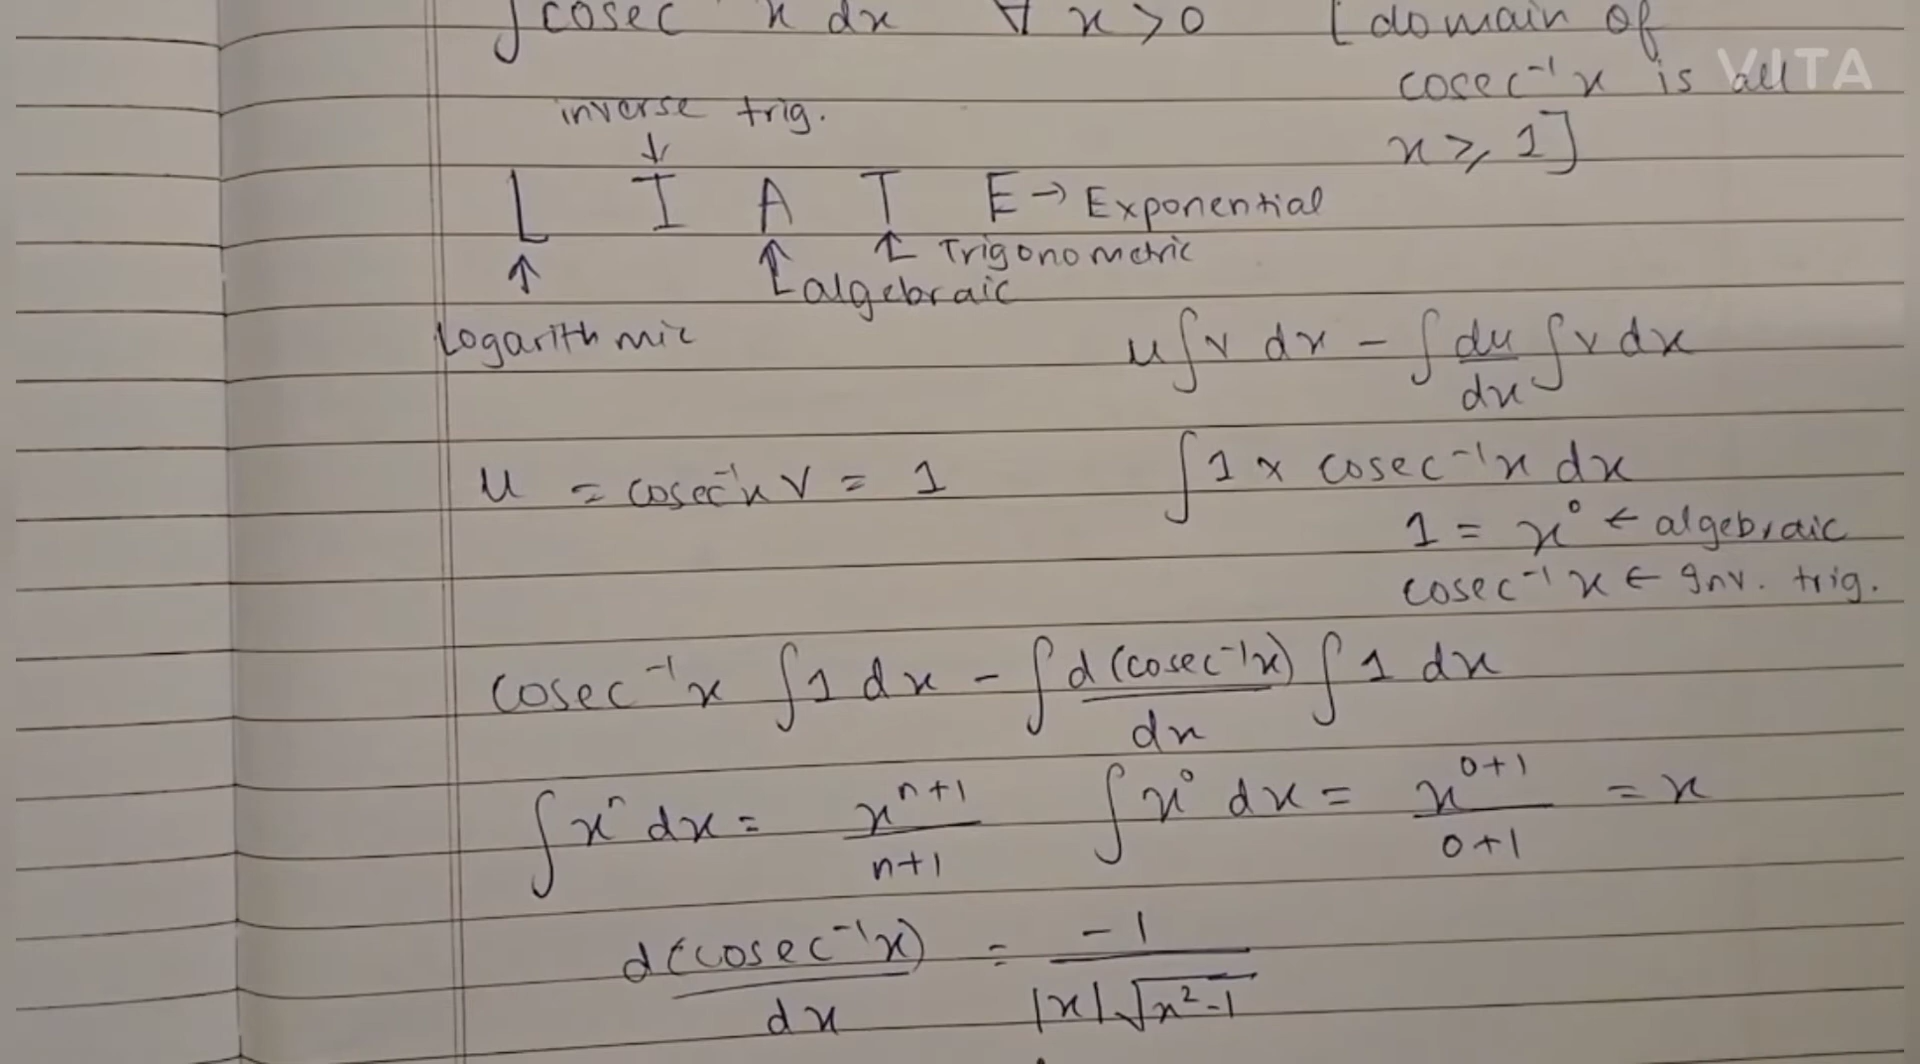 ∫cosec x dx ∀ x > 0 [domain of
cosec⁻¹x is all
VITA
x ≥ 1]
inverse trig.
↓
L I A T E → Exponential
↑ ↑ algebraic ↑ Trigonometric
Logarithmic
u∫v dx - ∫du/dx ∫v dx
u = cosec⁻¹x v = 1
∫1 × cosec⁻¹x dx
1 = x⁰ ← algebraic
cosec⁻¹x ← Inv. trig.
cosec⁻¹x ∫1 dx - ∫d(cosec⁻¹x)/dx ∫1 dx
∫xⁿ dx = xⁿ⁺¹/n+1 ∫x⁰ dx = x⁰⁺¹/0+1 = x
d(cosec⁻¹x)/dx = -1/|x|√x²-1